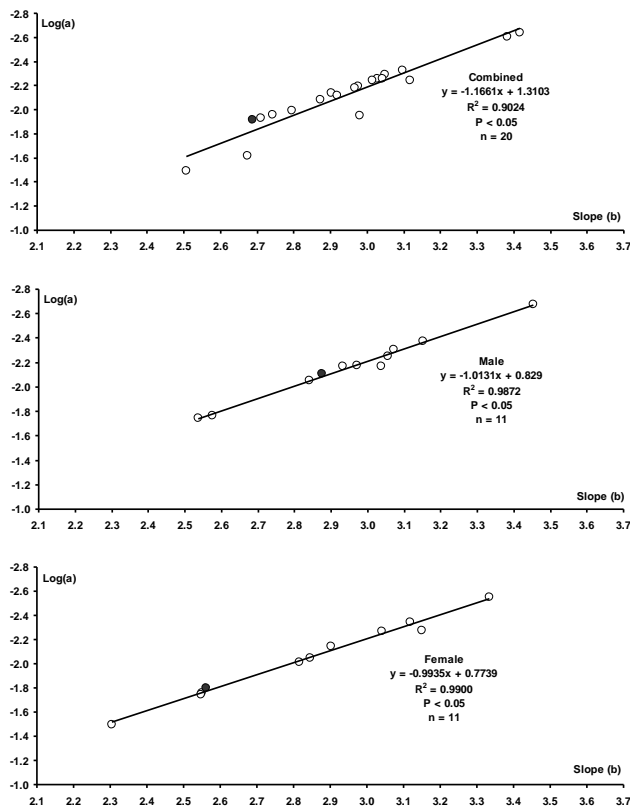 -2.8
Log(a)
-2.6
-2.4
-2.2
-2.0
-1.8
-1.6
-1.4
-1.2
-1.0
Combined
y = -1.1661x + 1.3103
R² = 0.9024
P < 0.05
n = 20
Slope (b)
2.1 2.2 2.3 2.4 2.5 2.6 2.7 2.8 2.9 3.0 3.1 3.2 3.3 3.4 3.5 3.6 3.7
-2.8
Log(a)
-2.6
-2.4
-2.2
-2.0
-1.8
-1.6
-1.4
-1.2
-1.0
Male
y = -1.0131x + 0.829
R² = 0.9872
P < 0.05
n = 11
Slope (b)
2.1 2.2 2.3 2.4 2.5 2.6 2.7 2.8 2.9 3.0 3.1 3.2 3.3 3.4 3.5 3.6 3.7
-2.8
Log(a)
-2.6
-2.4
-2.2
-2.0
-1.8
-1.6
-1.4
-1.2
-1.0
Female
y = -0.9935x + 0.7739
R² = 0.9900
P < 0.05
n = 11
Slope (b)
2.1 2.2 2.3 2.4 2.5 2.6 2.7 2.8 2.9 3.0 3.1 3.2 3.3 3.4 3.5 3.6 3.7